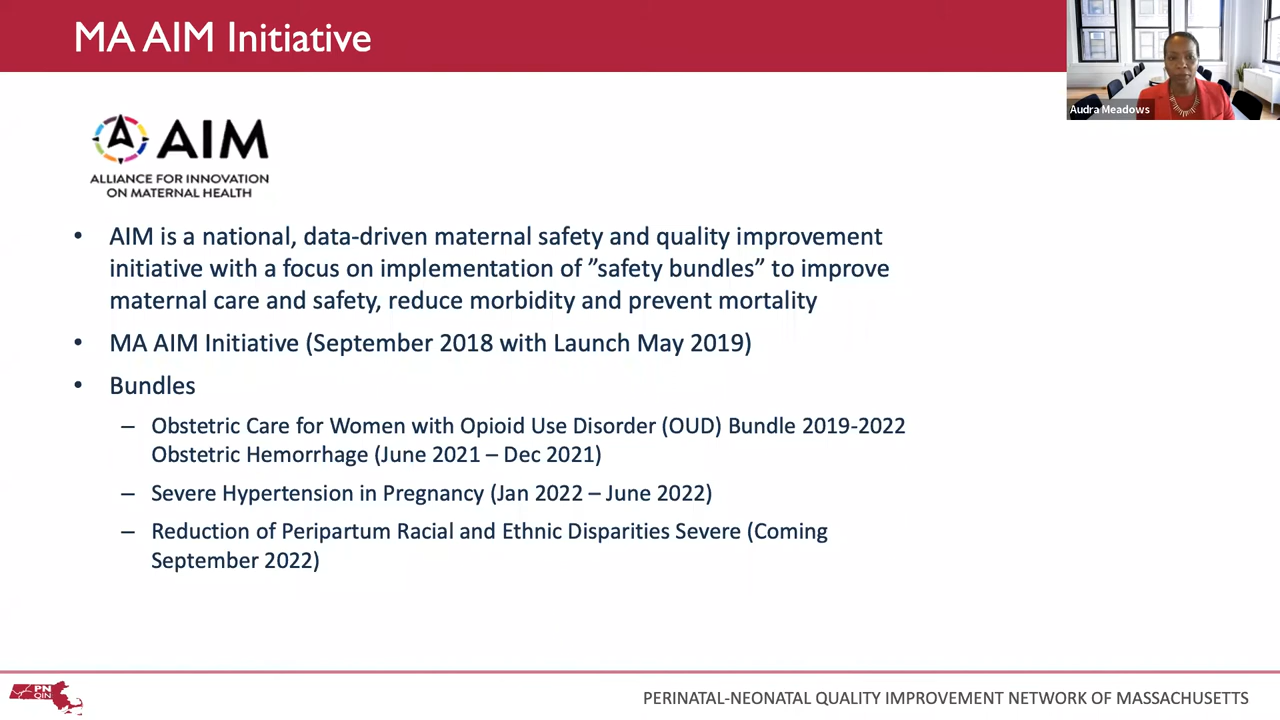 MA AIM Initiative
Audra Meadows
AIM
ALLIANCE FOR INNOVATION
ON MATERNAL HEALTH
• AIM is a national, data-driven maternal safety and quality improvement
initiative with a focus on implementation of ”safety bundles” to improve
maternal care and safety, reduce morbidity and prevent mortality
• MA AIM Initiative (September 2018 with Launch May 2019)
• Bundles
– Obstetric Care for Women with Opioid Use Disorder (OUD) Bundle 2019-2022
Obstetric Hemorrhage (June 2021 – Dec 2021)
– Severe Hypertension in Pregnancy (Jan 2022 – June 2022)
– Reduction of Peripartum Racial and Ethnic Disparities Severe (Coming
September 2022)
PN
QIN
PERINATAL-NEONATAL QUALITY IMPROVEMENT NETWORK OF MASSACHUSETTS